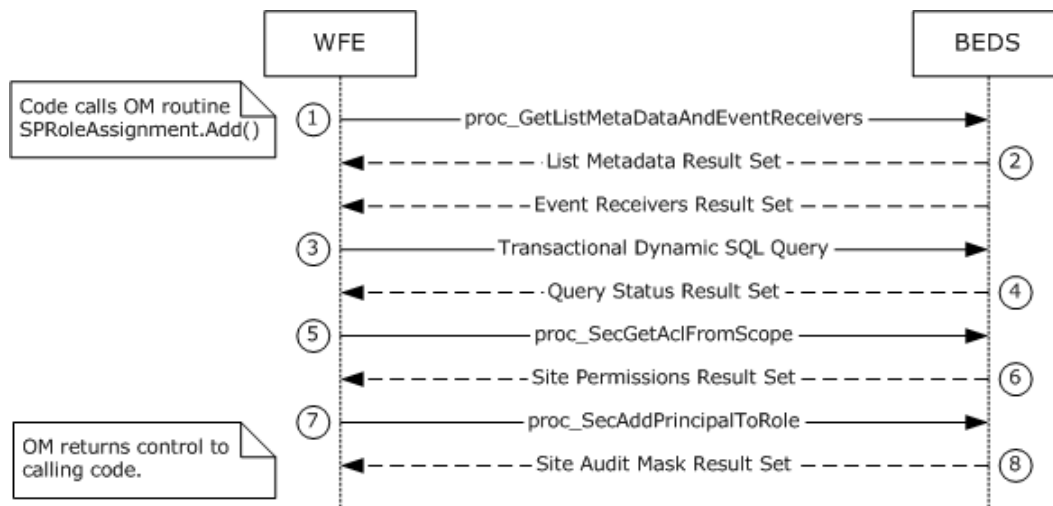 WFE
BEDS
Code calls OM routine
SPRoleAssignment.Add()
1
proc_GetListMetaDataAndEventReceivers
List Metadata Result Set
2
Event Receivers Result Set
3
Transactional Dynamic SQL Query
Query Status Result Set
4
5
proc_SecGetAclFromScope
Site Permissions Result Set
6
7
proc_SecAddPrincipalToRole
OM returns control to
calling code.
Site Audit Mask Result Set
8